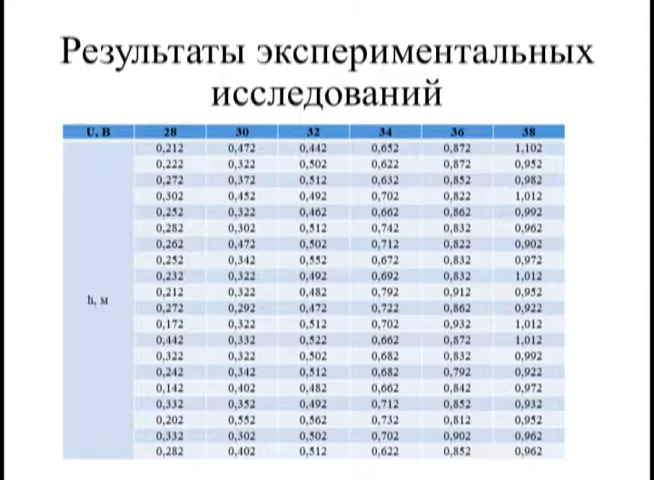 Результаты экспериментальных
исследований
U, В 28 30 32 34 36 38
0,212 0,472 0,442 0,652 0,872 1,102
0,222 0,322 0,502 0,622 0,872 0,952
0,272 0,372 0,512 0,632 0,852 0,982
0,302 0,452 0,492 0,702 0,822 1,012
0,252 0,322 0,462 0,662 0,862 0,992
0,282 0,302 0,512 0,742 0,832 0,962
0,262 0,472 0,502 0,712 0,822 0,902
0,252 0,342 0,552 0,672 0,832 0,972
0,232 0,322 0,492 0,692 0,832 1,012
0,212 0,322 0,482 0,792 0,912 0,952
h, м 0,272 0,292 0,472 0,722 0,862 0,922
0,172 0,322 0,512 0,702 0,932 1,012
0,442 0,332 0,522 0,662 0,872 1,012
0,322 0,322 0,502 0,682 0,832 0,992
0,242 0,342 0,512 0,682 0,792 0,922
0,142 0,402 0,482 0,662 0,842 0,972
0,332 0,352 0,492 0,712 0,852 0,932
0,202 0,552 0,562 0,732 0,812 0,952
0,332 0,302 0,502 0,702 0,902 0,962
0,282 0,402 0,512 0,622 0,852 0,962